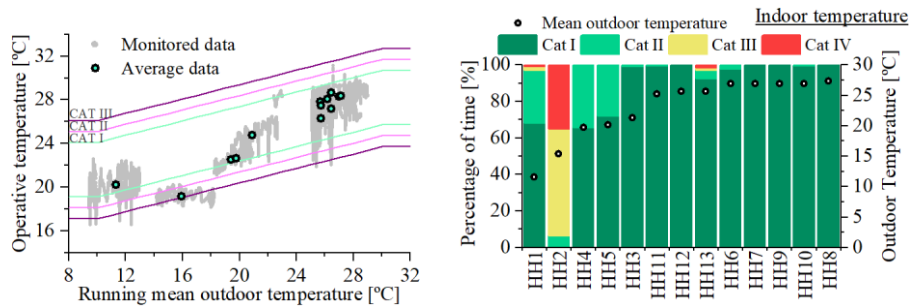 Operative temperature [ºC]
32
28
24
20
16
Monitored data
Average data
CAT III
CAT II
CAT I
8 12 16 20 24 28 32
Running mean outdoor temperature [ºC]
Mean outdoor temperature
Indoor temperature
Cat I Cat II Cat III Cat IV
Percentage of time [%]
100
80
60
40
20
0
30
25
20
15
10
5
0
Outdoor Temperature [ºC]
HH1 HH2 HH4 HH5 HH3 HH11 HH12 HH13 HH6 HH7 HH9 HH10 HH8